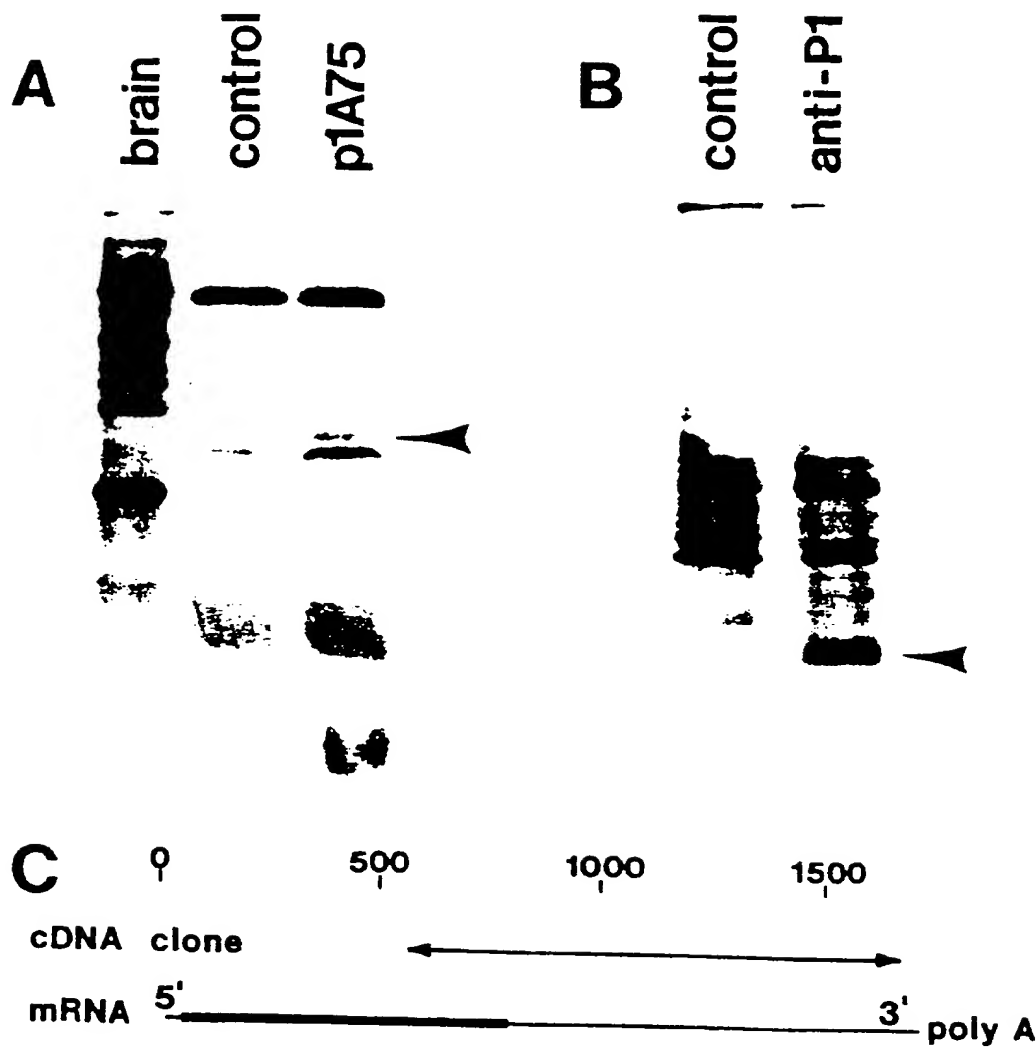 A
brain
control
p1A75
B
control
anti-P1
C
0 500 1000 1500
cDNA clone
mRNA 5' 3' poly A